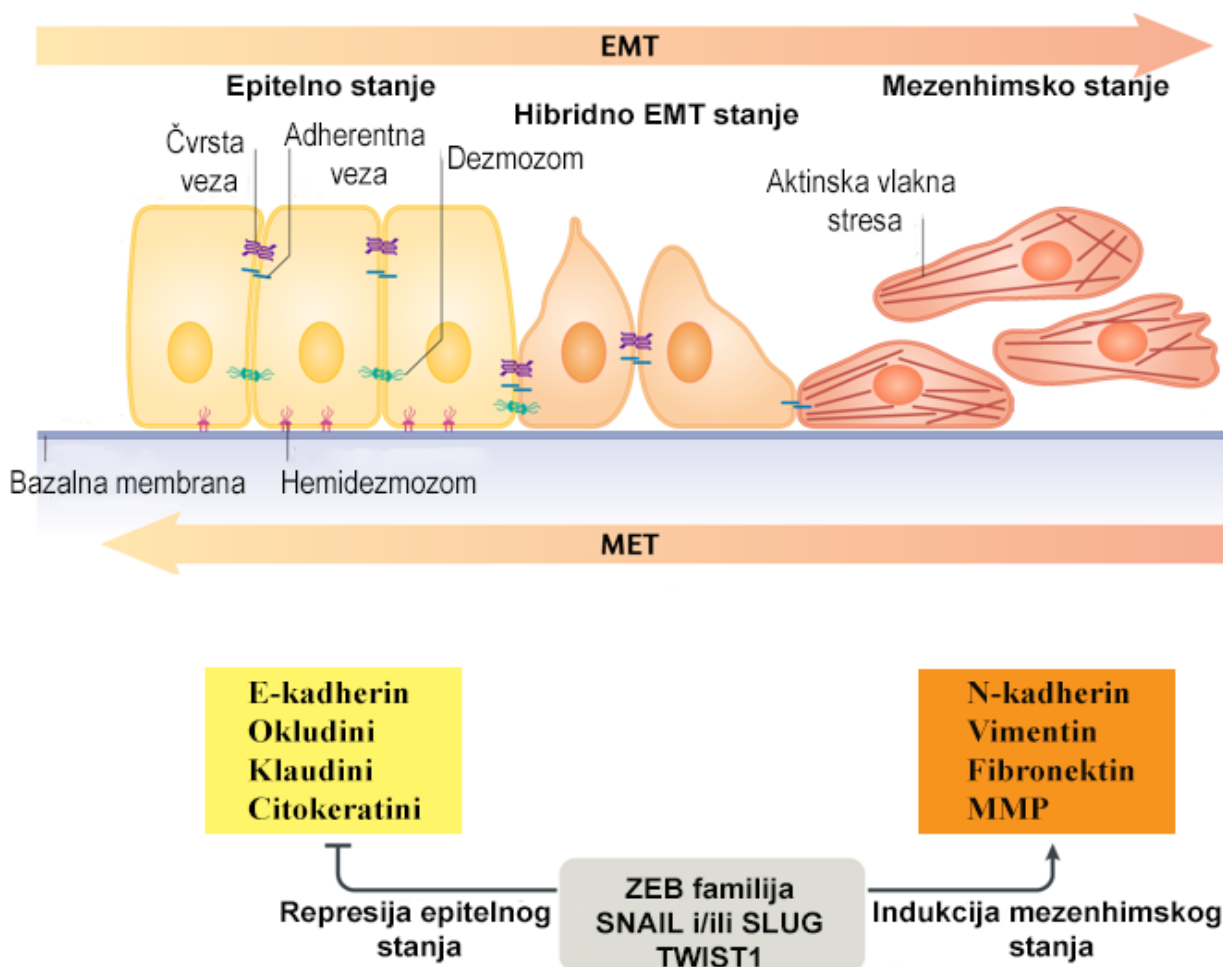 EMT
Epitelno stanje
Hibridno EMT stanje
Mezenhimsko stanje
Čvrsta
veza
Adherentna
veza
Dezmozom
Aktinska vlakna
stresa
Bazalna membrana
Hemidezmozom
MET
E-kadherin
Okludini
Klaudini
Citokeratini
N-kadherin
Vimentin
Fibronektin
MMP
Represija epitelnog
stanja
ZEB familija
SNAIL i/ili SLUG
TWIST1
Indukcija mezenhimskog
stanja